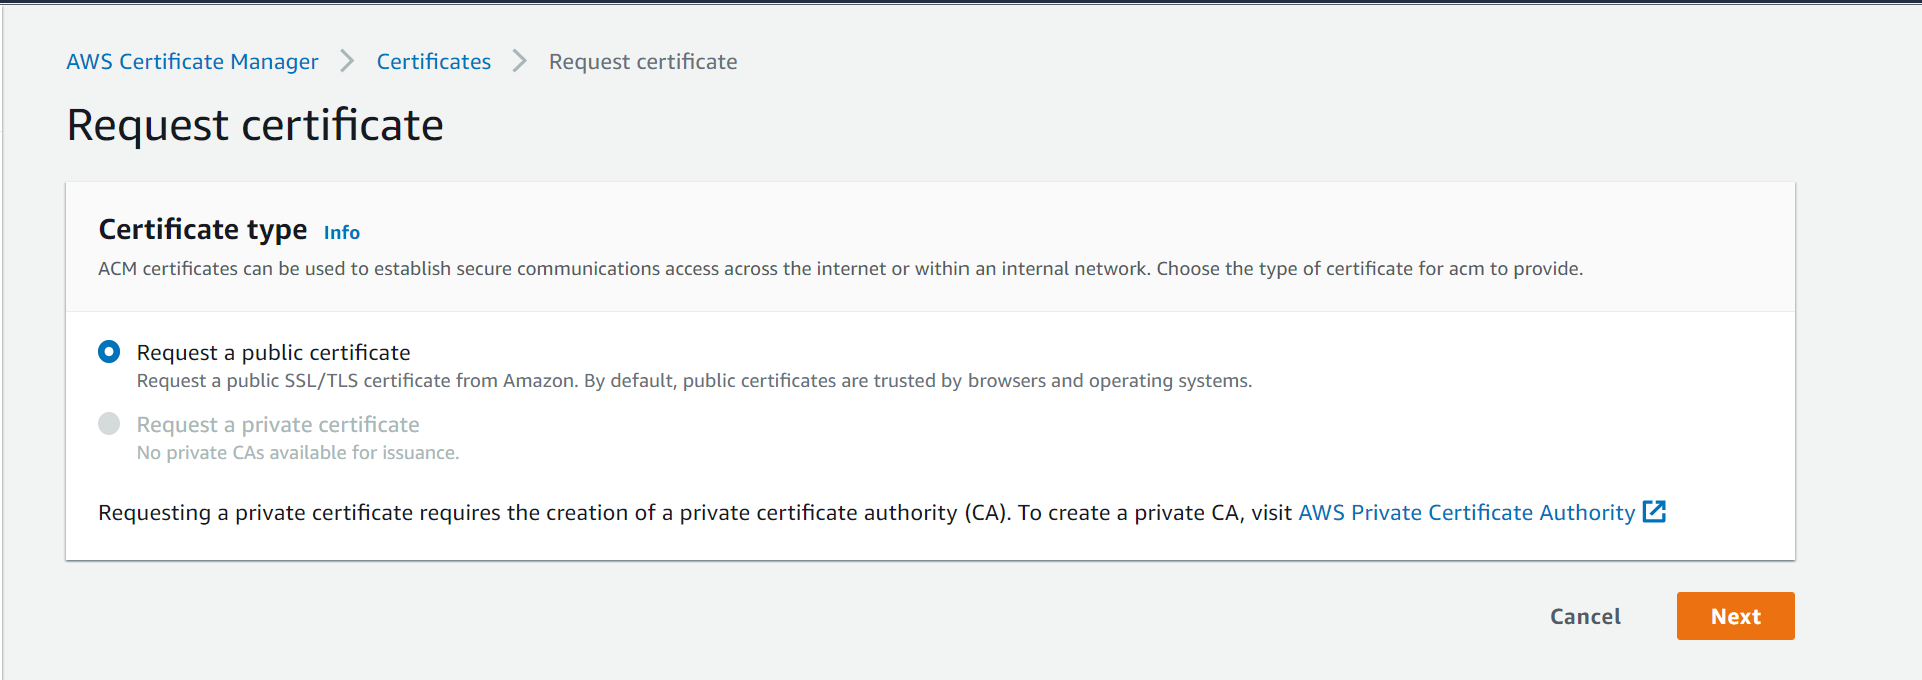 AWS Certificate Manager > Certificates > Request certificate
Request certificate
Certificate type Info
ACM certificates can be used to establish secure communications access across the internet or within an internal network. Choose the type of certificate for acm to provide.
Request a public certificate
Request a public SSL/TLS certificate from Amazon. By default, public certificates are trusted by browsers and operating systems.
Request a private certificate
No private CAs available for issuance.
Requesting a private certificate requires the creation of a private certificate authority (CA). To create a private CA, visit AWS Private Certificate Authority
Cancel Next